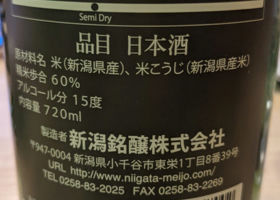 Semi Dry
品目 日本酒
原材料名 米(新潟県産)、米こうじ(新潟県産米)
精米歩合 60%
アルコール分 15度
内容量 720ml
製造者 新潟銘醸株式会社
〒947-0004 新潟県小千谷市東栄1丁目8番39号
URL http://www.niigata-meijo.com/
TEL 0258-83-2025 FAX 0258-83-2269